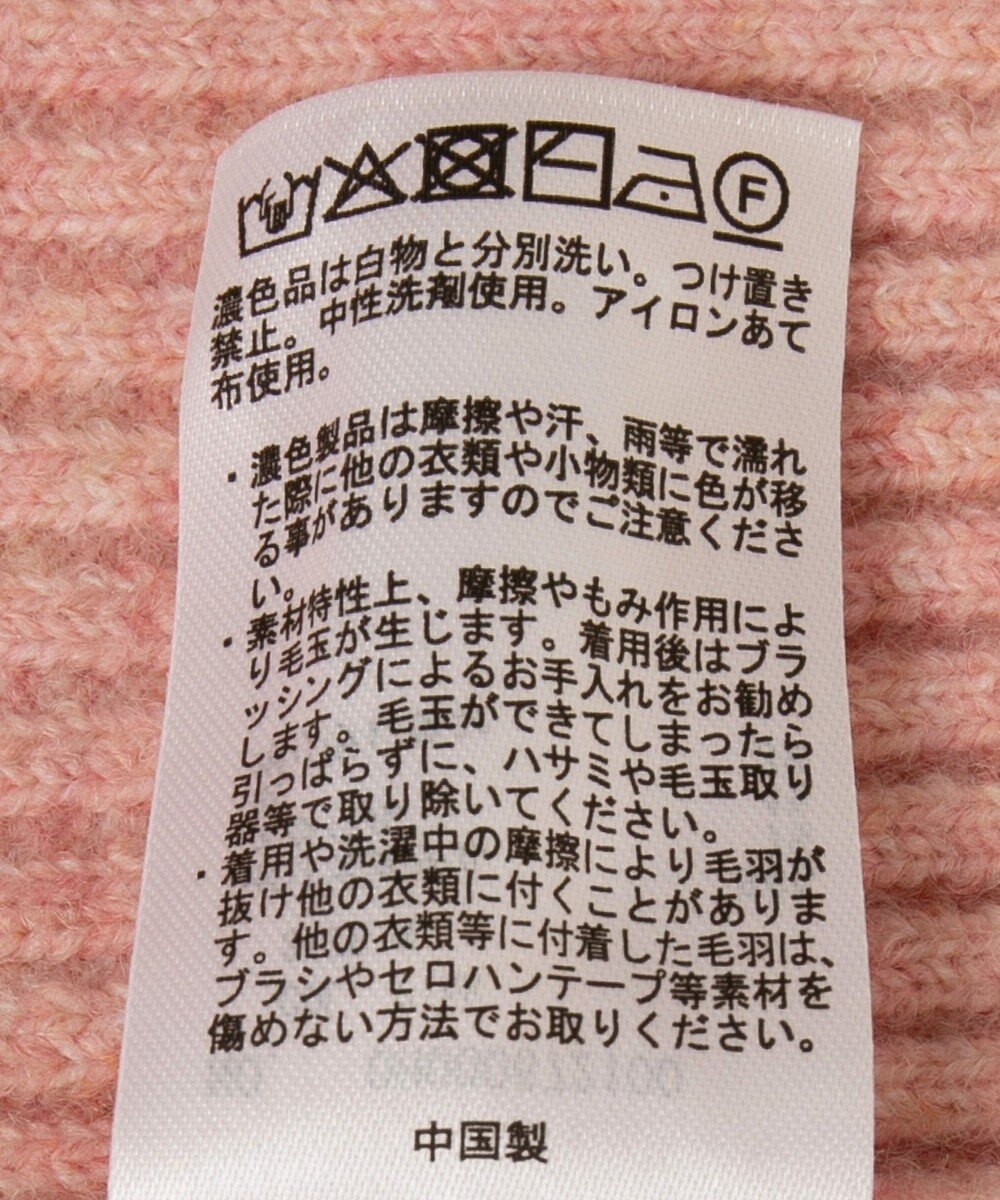 F
濃色品は白物と分別洗い。つけ置き
禁止。中性洗剤使用。アイロンあて
布使用。
・濃色製品は摩擦や汗、雨等で濡れ
た際に他の衣類や小物類に色が移
る事がありますのでご注意くださ
い。
・素材特性上、摩擦やもみ作用によ
り毛玉が生じます。着用後はブラ
ッシングによるお手入れをお勧め
します。毛玉ができてしまったら
引っぱらずに、ハサミや毛玉取り
器等で取り除いてください。
・着用や洗濯中の摩擦により毛羽が
抜け他の衣類に付くことがありま
す。他の衣類等に付着した毛羽は、
ブラシやセロハンテープ等素材を
傷めない方法でお取りください。
中国製